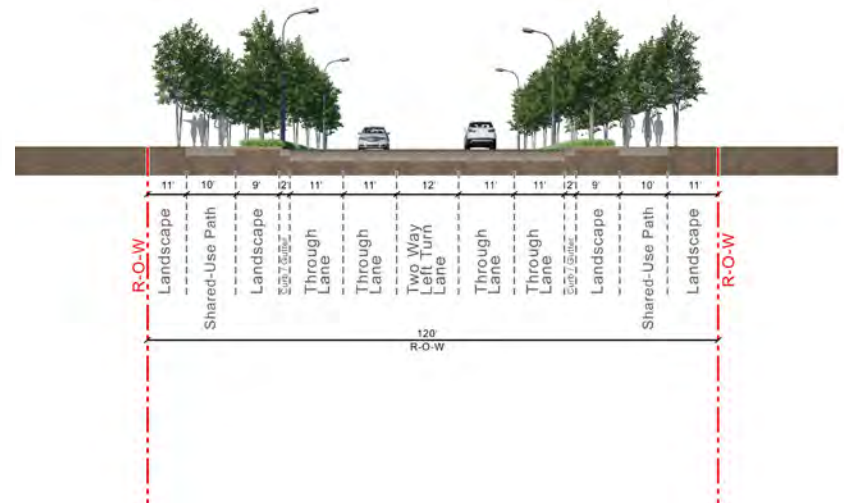 11' 10' 9' 2' 11' 11' 12' 11' 11' 2' 9' 10' 11'
R-O-W
Landscape
Shared-Use Path
Landscape
Curb / Gutter
Through
Lane
Through
Lane
Two Way
Left Turn
Lane
Through
Lane
Through
Lane
Curb / Gutter
Landscape
Shared-Use Path
Landscape
R-O-W
120'
R-O-W